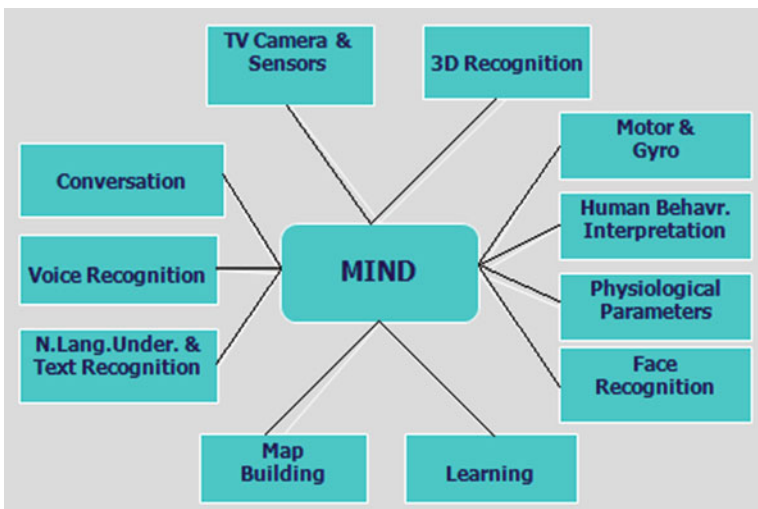 TV Camera &
Sensors
3D Recognition
Motor &
Gyro
Conversation
Human Behavr.
Interpretation
Voice Recognition
MIND
Physiological
Parameters
N.Lang.Under. &
Text Recognition
Face
Recognition
Map
Building
Learning